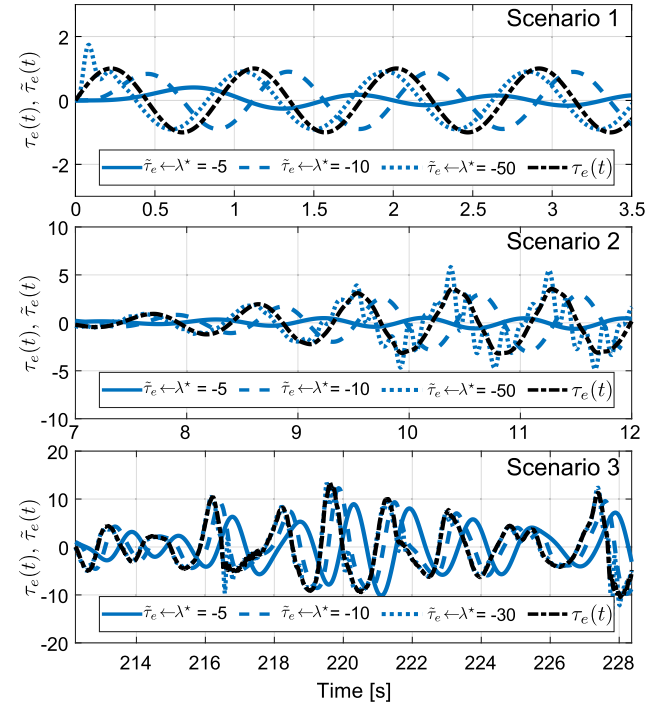 Scenario 1
τₑ(t), τ̃ₑ(t)
2
0
-2
τ̃ₑ←λ* = -5 τ̃ₑ←λ* = -10 τ̃ₑ←λ* = -50 τₑ(t)
0 0.5 1 1.5 2 2.5 3 3.5
Scenario 2
τₑ(t), τ̃ₑ(t)
10
5
0
-5
-10
τ̃ₑ←λ* = -5 τ̃ₑ←λ* = -10 τ̃ₑ←λ* = -50 τₑ(t)
7 8 9 10 11 12
Scenario 3
τₑ(t), τ̃ₑ(t)
20
10
0
-10
-20
τ̃ₑ←λ* = -5 τ̃ₑ←λ* = -10 τ̃ₑ←λ* = -30 τₑ(t)
214 216 218 220 222 224 226 228
Time [s]